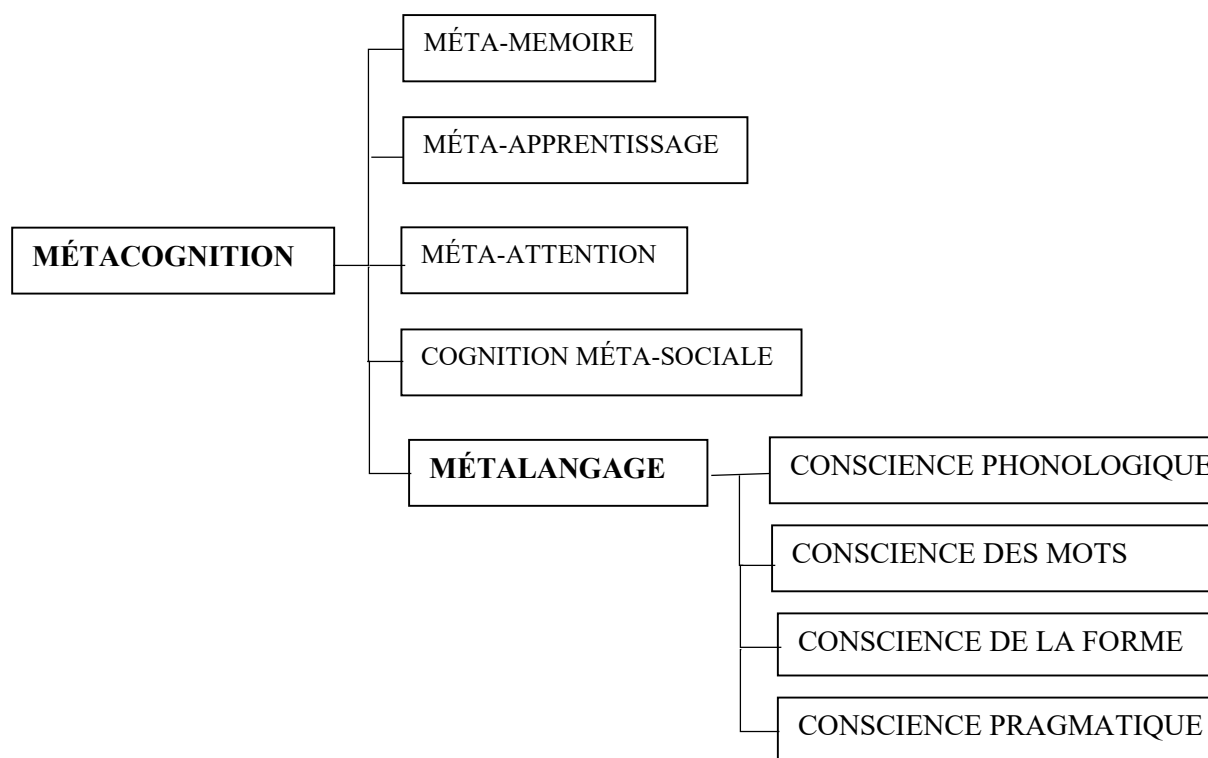 MÉTA-MEMOIRE
MÉTA-APPRENTISSAGE
MÉTACOGNITION
MÉTA-ATTENTION
COGNITION MÉTA-SOCIALE
MÉTALANGAGE
CONSCIENCE PHONOLOGIQUE
CONSCIENCE DES MOTS
CONSCIENCE DE LA FORME
CONSCIENCE PRAGMATIQUE